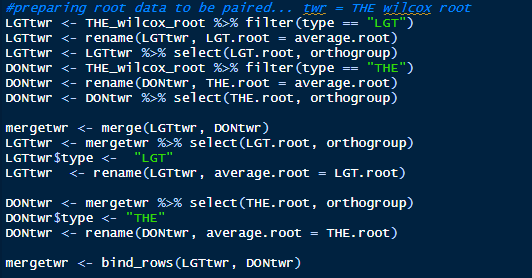 #preparing root data to be paired... twr = THE wilcox root
LGTtwr <- THE_wilcox_root %>% filter(type == "LGT")
LGTtwr <- rename(LGTtwr, LGT.root = average.root)
LGTtwr <- LGTtwr %>% select(LGT.root, orthogroup)
DONtwr <- THE_wilcox_root %>% filter(type == "THE")
DONtwr <- rename(DONtwr, THE.root = average.root)
DONtwr <- DONtwr %>% select(THE.root, orthogroup)

mergetwr <- merge(LGTtwr, DONtwr)
LGTtwr <- mergetwr %>% select(LGT.root, orthogroup)
LGTtwr$type <-  "LGT"
LGTtwr  <- rename(LGTtwr, average.root = LGT.root)

DONtwr <- mergetwr %>% select(THE.root, orthogroup)
DONtwr$type <- "THE"
DONtwr <- rename(DONtwr, average.root = THE.root)

mergetwr <- bind_rows(LGTtwr, DONtwr)